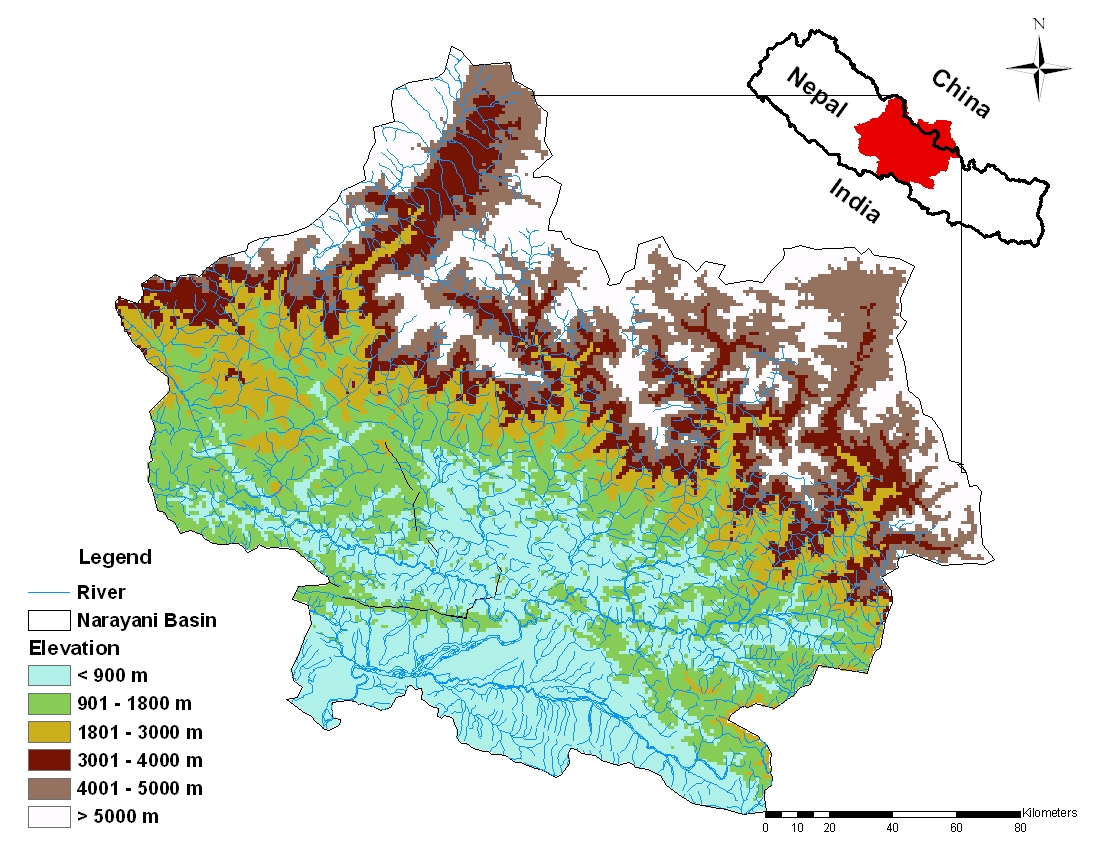 N
Nepal
China
India
Legend
River
Narayani Basin
Elevation
< 900 m
901 - 1800 m
1801 - 3000 m
3001 - 4000 m
4001 - 5000 m
> 5000 m
Kilometers
0 10 20 40 60 80